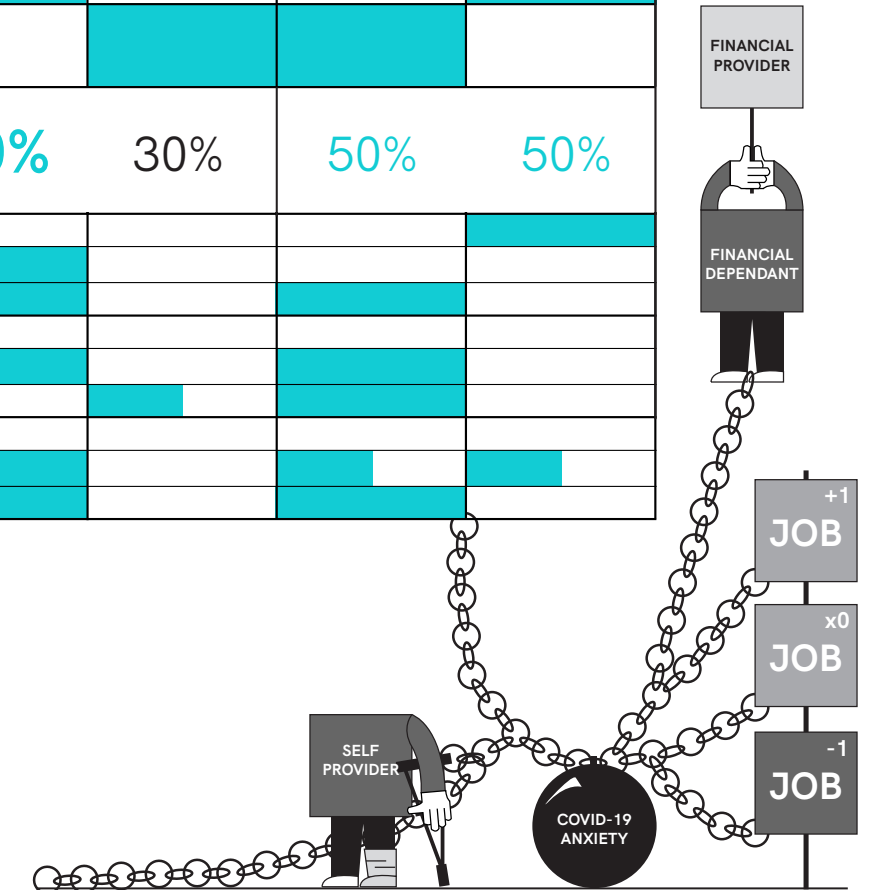 FINANCIAL
PROVIDER
% 30% 50% 50%
FINANCIAL
DEPENDANT
+1
JOB
x0
JOB
-1
JOB
SELF
PROVIDER
COVID-19
ANXIETY